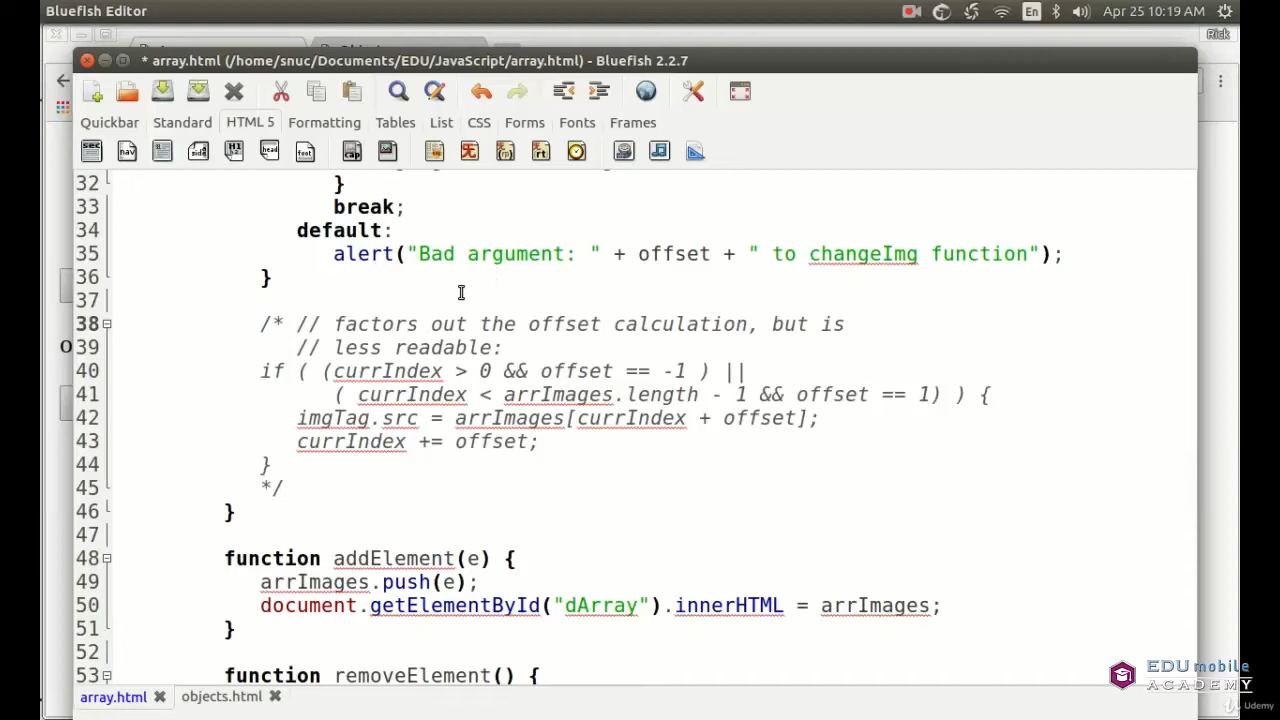 Bluefish Editor
En
Apr 25 10:19 AM
Rick
* array.html (/home/snuc/Documents/EDU/JavaScript/array.html) - Bluefish 2.2.7
Quickbar Standard HTML 5 Formatting Tables List CSS Forms Fonts Frames
32 }
33 break;
34 default:
35 alert("Bad argument: " + offset + " to changeImg function");
36 }
37
38 /* // factors out the offset calculation, but is
39 // less readable:
40 if ( (currIndex > 0 && offset == -1 ) ||
41 ( currIndex < arrImages.length - 1 && offset == 1) ) {
42 imgTag.src = arrImages[currIndex + offset];
43 currIndex += offset;
44 }
45 */
46 }
47
48 function addElement(e) {
49 arrImages.push(e);
50 document.getElementById("dArray").innerHTML = arrImages;
51 }
52
53 function removeElement() {
array.html objects.html
EDUmobile
ACADEMY
Udemy